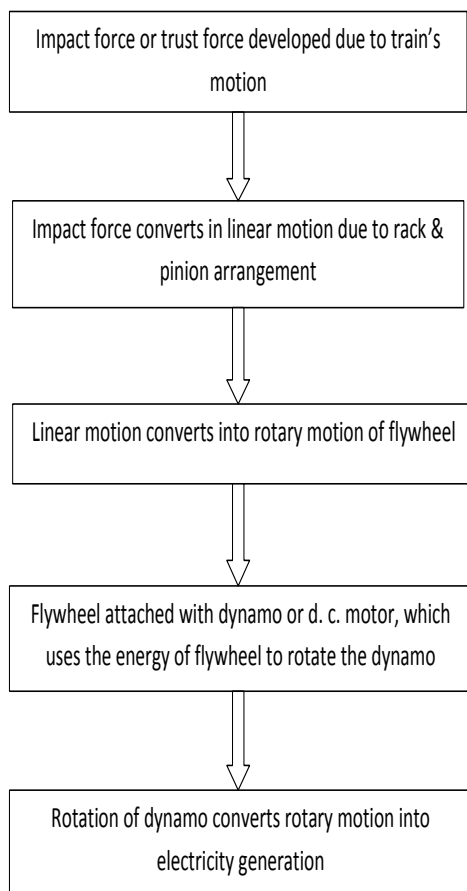 Impact force or trust force developed due to train's
motion
Impact force converts in linear motion due to rack &
pinion arrangement
Linear motion converts into rotary motion of flywheel
Flywheel attached with dynamo or d. c. motor, which
uses the energy of flywheel to rotate the dynamo
Rotation of dynamo converts rotary motion into
electricity generation